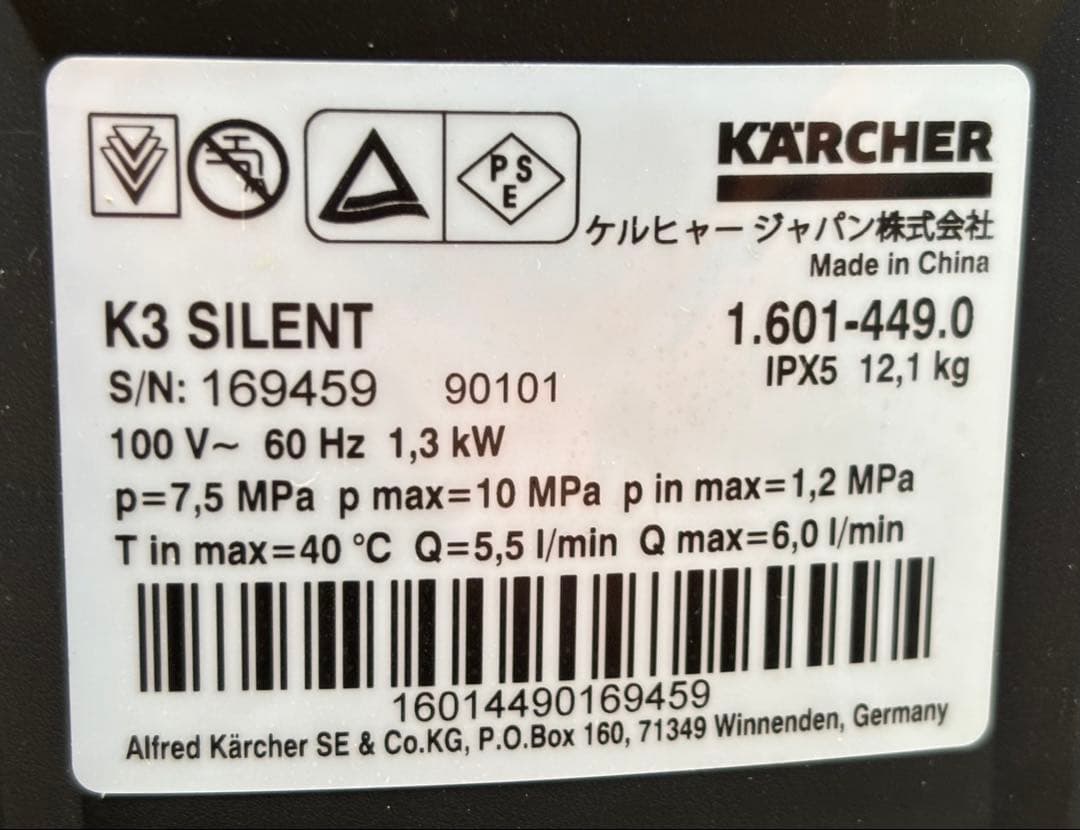 PSE
KÄRCHER
ケルヒャー ジャパン株式会社
Made in China
K3 SILENT
1.601-449.0
S/N: 169459 90101
IPX5 12,1 kg
100 V~ 60 Hz 1,3 kW
p=7,5 MPa p max=10 MPa p in max=1,2 MPa
T in max=40 °C Q=5,5 l/min Q max=6,0 l/min
16014490169459
Alfred Kärcher SE & Co.KG, P.O.Box 160, 71349 Winnenden, Germany